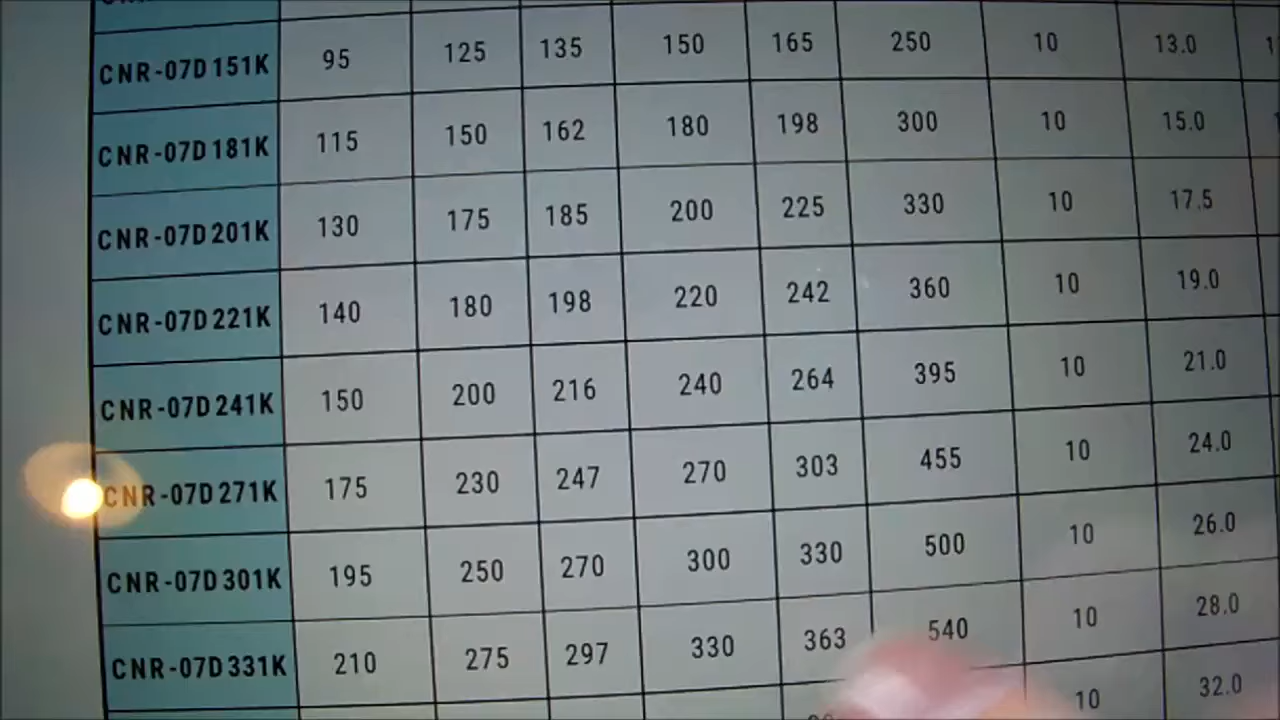 CNR-07D151K 95 125 135 150 165 250 10 13.0
CNR-07D181K 115 150 162 180 198 300 10 15.0
CNR-07D201K 130 175 185 200 225 330 10 17.5
CNR-07D221K 140 180 198 220 242 360 10 19.0
CNR-07D241K 150 200 216 240 264 395 10 21.0
CNR-07D271K 175 230 247 270 303 455 10 24.0
CNR-07D301K 195 250 270 300 330 500 10 26.0
CNR-07D331K 210 275 297 330 363 540 10 28.0
10 32.0